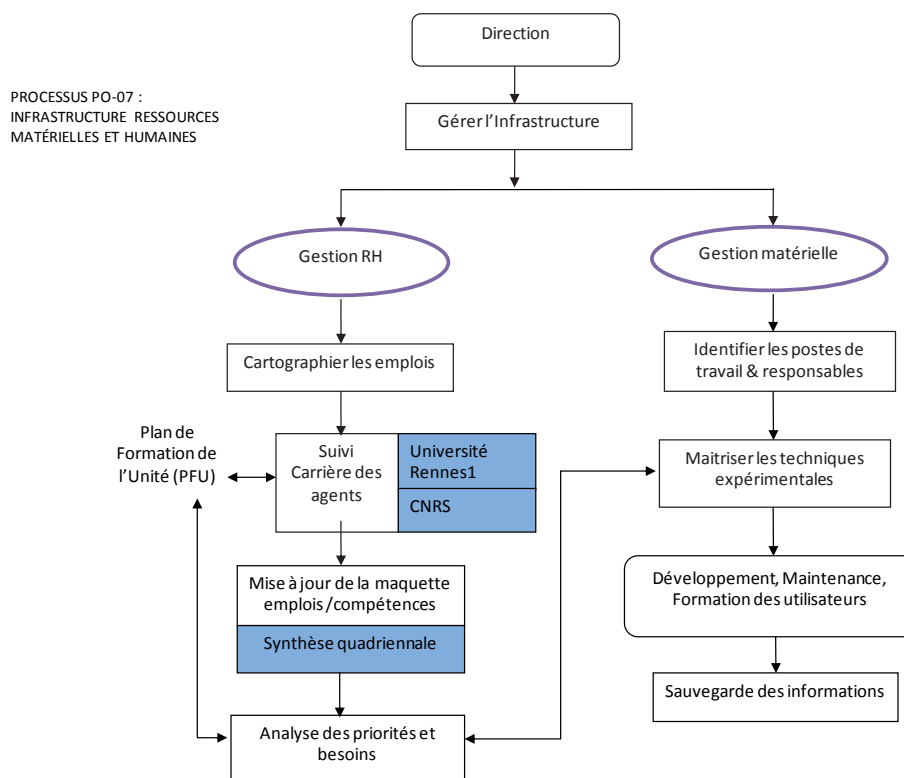 Direction
PROCESSUS PO-07 :
INFRASTRUCTURE RESSOURCES
MATÉRIELLES ET HUMAINES
Gérer l'Infrastructure
Gestion RH
Gestion matérielle
Cartographier les emplois
Identifier les postes de
travail & responsables
Plan de
Formation de
l'Unité (PFU)
Suivi
Carrière des
agents
Université
Rennes1
CNRS
Maitriser les techniques
expérimentales
Mise à jour de la maquette
emplois/compétences
Synthèse quadriennale
Développement, Maintenance,
Formation des utilisateurs
Sauvegarde des informations
Analyse des priorités et
besoins